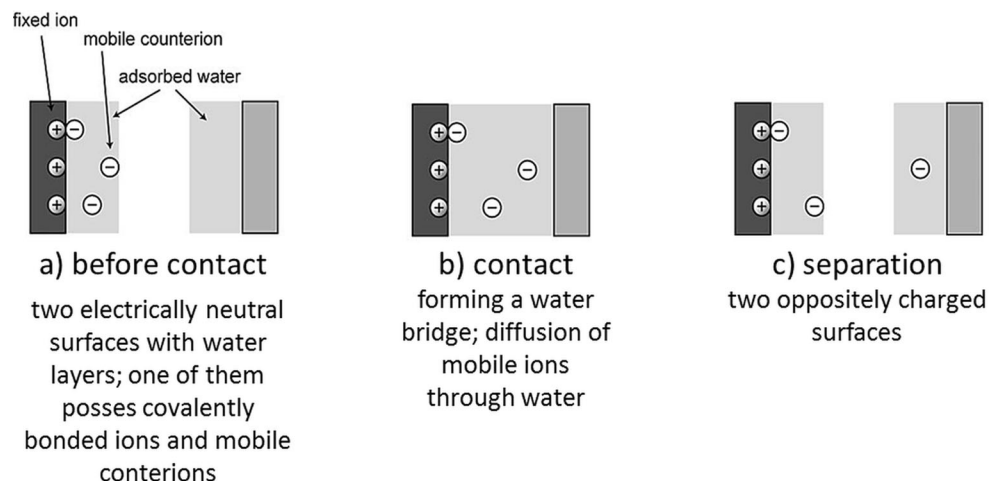 fixed ion
mobile counterion
adsorbed water
a) before contact
two electrically neutral
surfaces with water
layers; one of them
posses covalently
bonded ions and mobile
conterions
b) contact
forming a water
bridge; diffusion of
mobile ions
through water
c) separation
two oppositely charged
surfaces